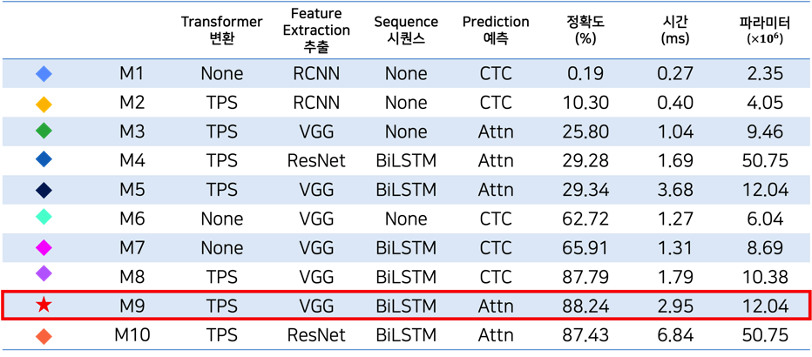 Transformer 변환 Feature Extraction 추출 Sequence 시퀀스 Prediction 예측 정확도 (%) 시간 (ms) 파라미터 (×10⁶)
M1 None RCNN None CTC 0.19 0.27 2.35
M2 TPS RCNN None CTC 10.30 0.40 4.05
M3 TPS VGG None Attn 25.80 1.04 9.46
M4 TPS ResNet BiLSTM Attn 29.28 1.69 50.75
M5 TPS VGG BiLSTM Attn 29.34 3.68 12.04
M6 None VGG None CTC 62.72 1.27 6.04
M7 None VGG BiLSTM CTC 65.91 1.31 8.69
M8 TPS VGG BiLSTM CTC 87.79 1.79 10.38
M9 TPS VGG BiLSTM Attn 88.24 2.95 12.04
M10 TPS ResNet BiLSTM Attn 87.43 6.84 50.75